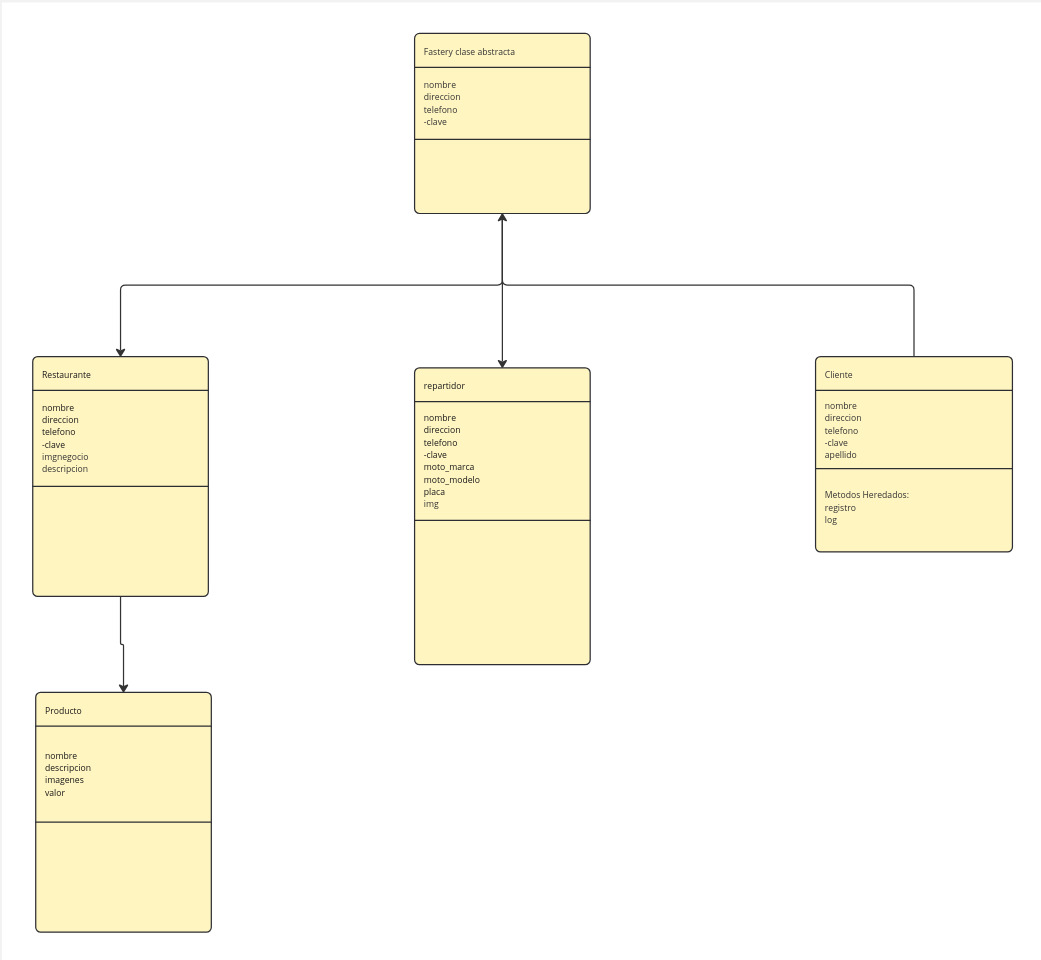 Fastery clase abstracta
nombre
direccion
telefono
-clave
Restaurante
nombre
direccion
telefono
-clave
imgnegocio
descripcion
repartidor
nombre
direccion
telefono
-clave
moto_marca
moto_modelo
placa
img
Cliente
nombre
direccion
telefono
-clave
apellido
Metodos Heredados:
registro
log
Producto
nombre
descripcion
imagenes
valor